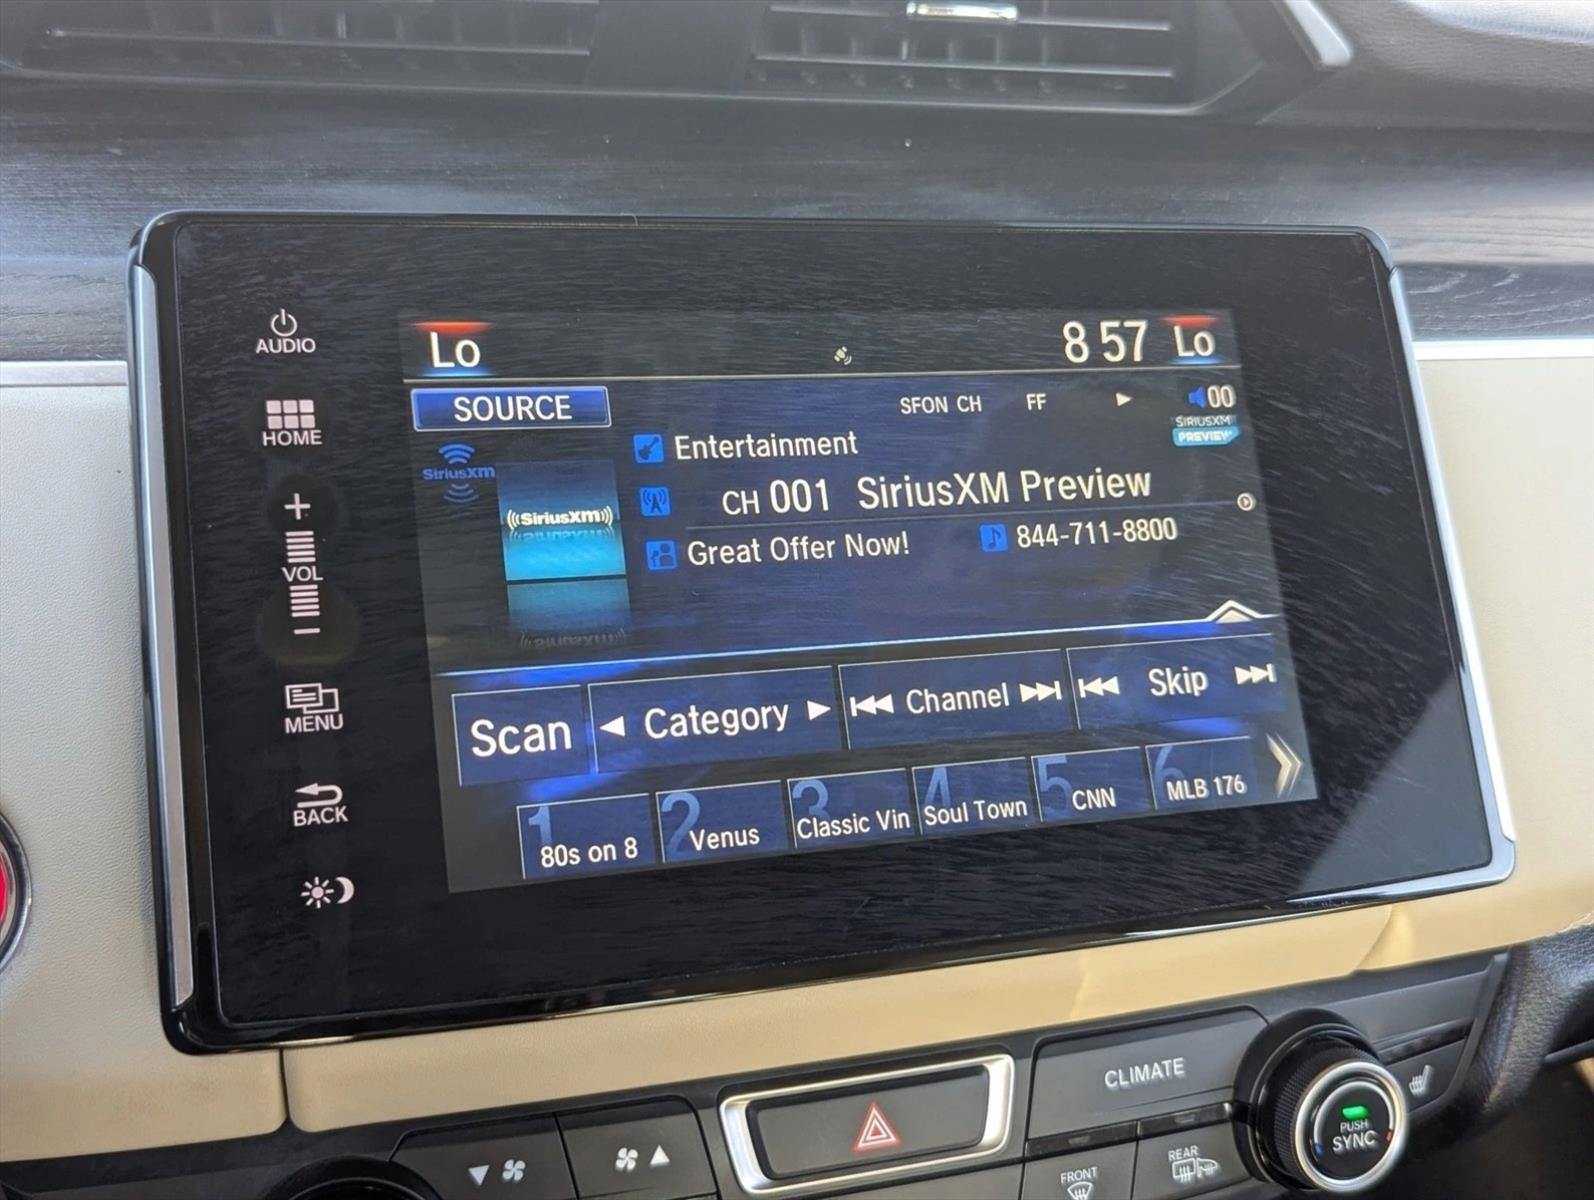 AUDIO
HOME
+
VOL
−
MENU
BACK
Lo
8 57
Lo
SOURCE
SFON CH
FF
00
SIRIUSXM
PREVIEW
SiriusXm
((SiriusXm))
Entertainment
CH 001 SiriusXM Preview
Great Offer Now!
844-711-8800
Scan
Category
Channel
Skip
1 80s on 8
2 Venus
3 Classic Vin
4 Soul Town
5 CNN
6 MLB 176
CLIMATE
PUSH
SYNC
FRONT
REAR